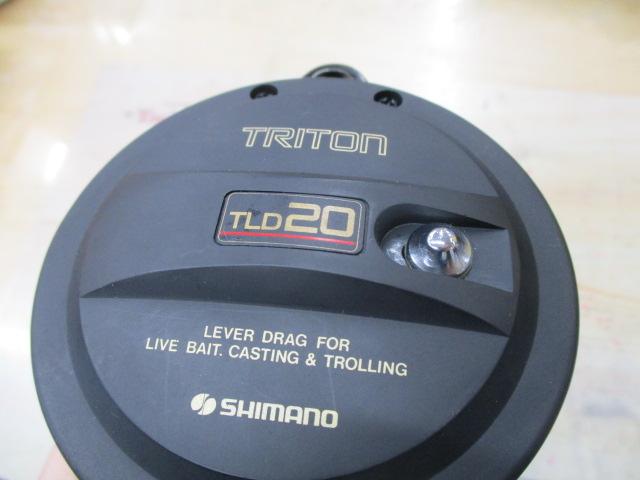 TRITON
TLD20
LEVER DRAG FOR
LIVE BAIT. CASTING & TROLLING
SHIMANO